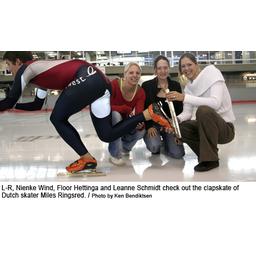 L-R, Nienke Wind, Floor Hettinga and Leanne Schmidt check out the clapskate of
Dutch skater Miles Ringsred. / Photo by Ken Bendiktsen